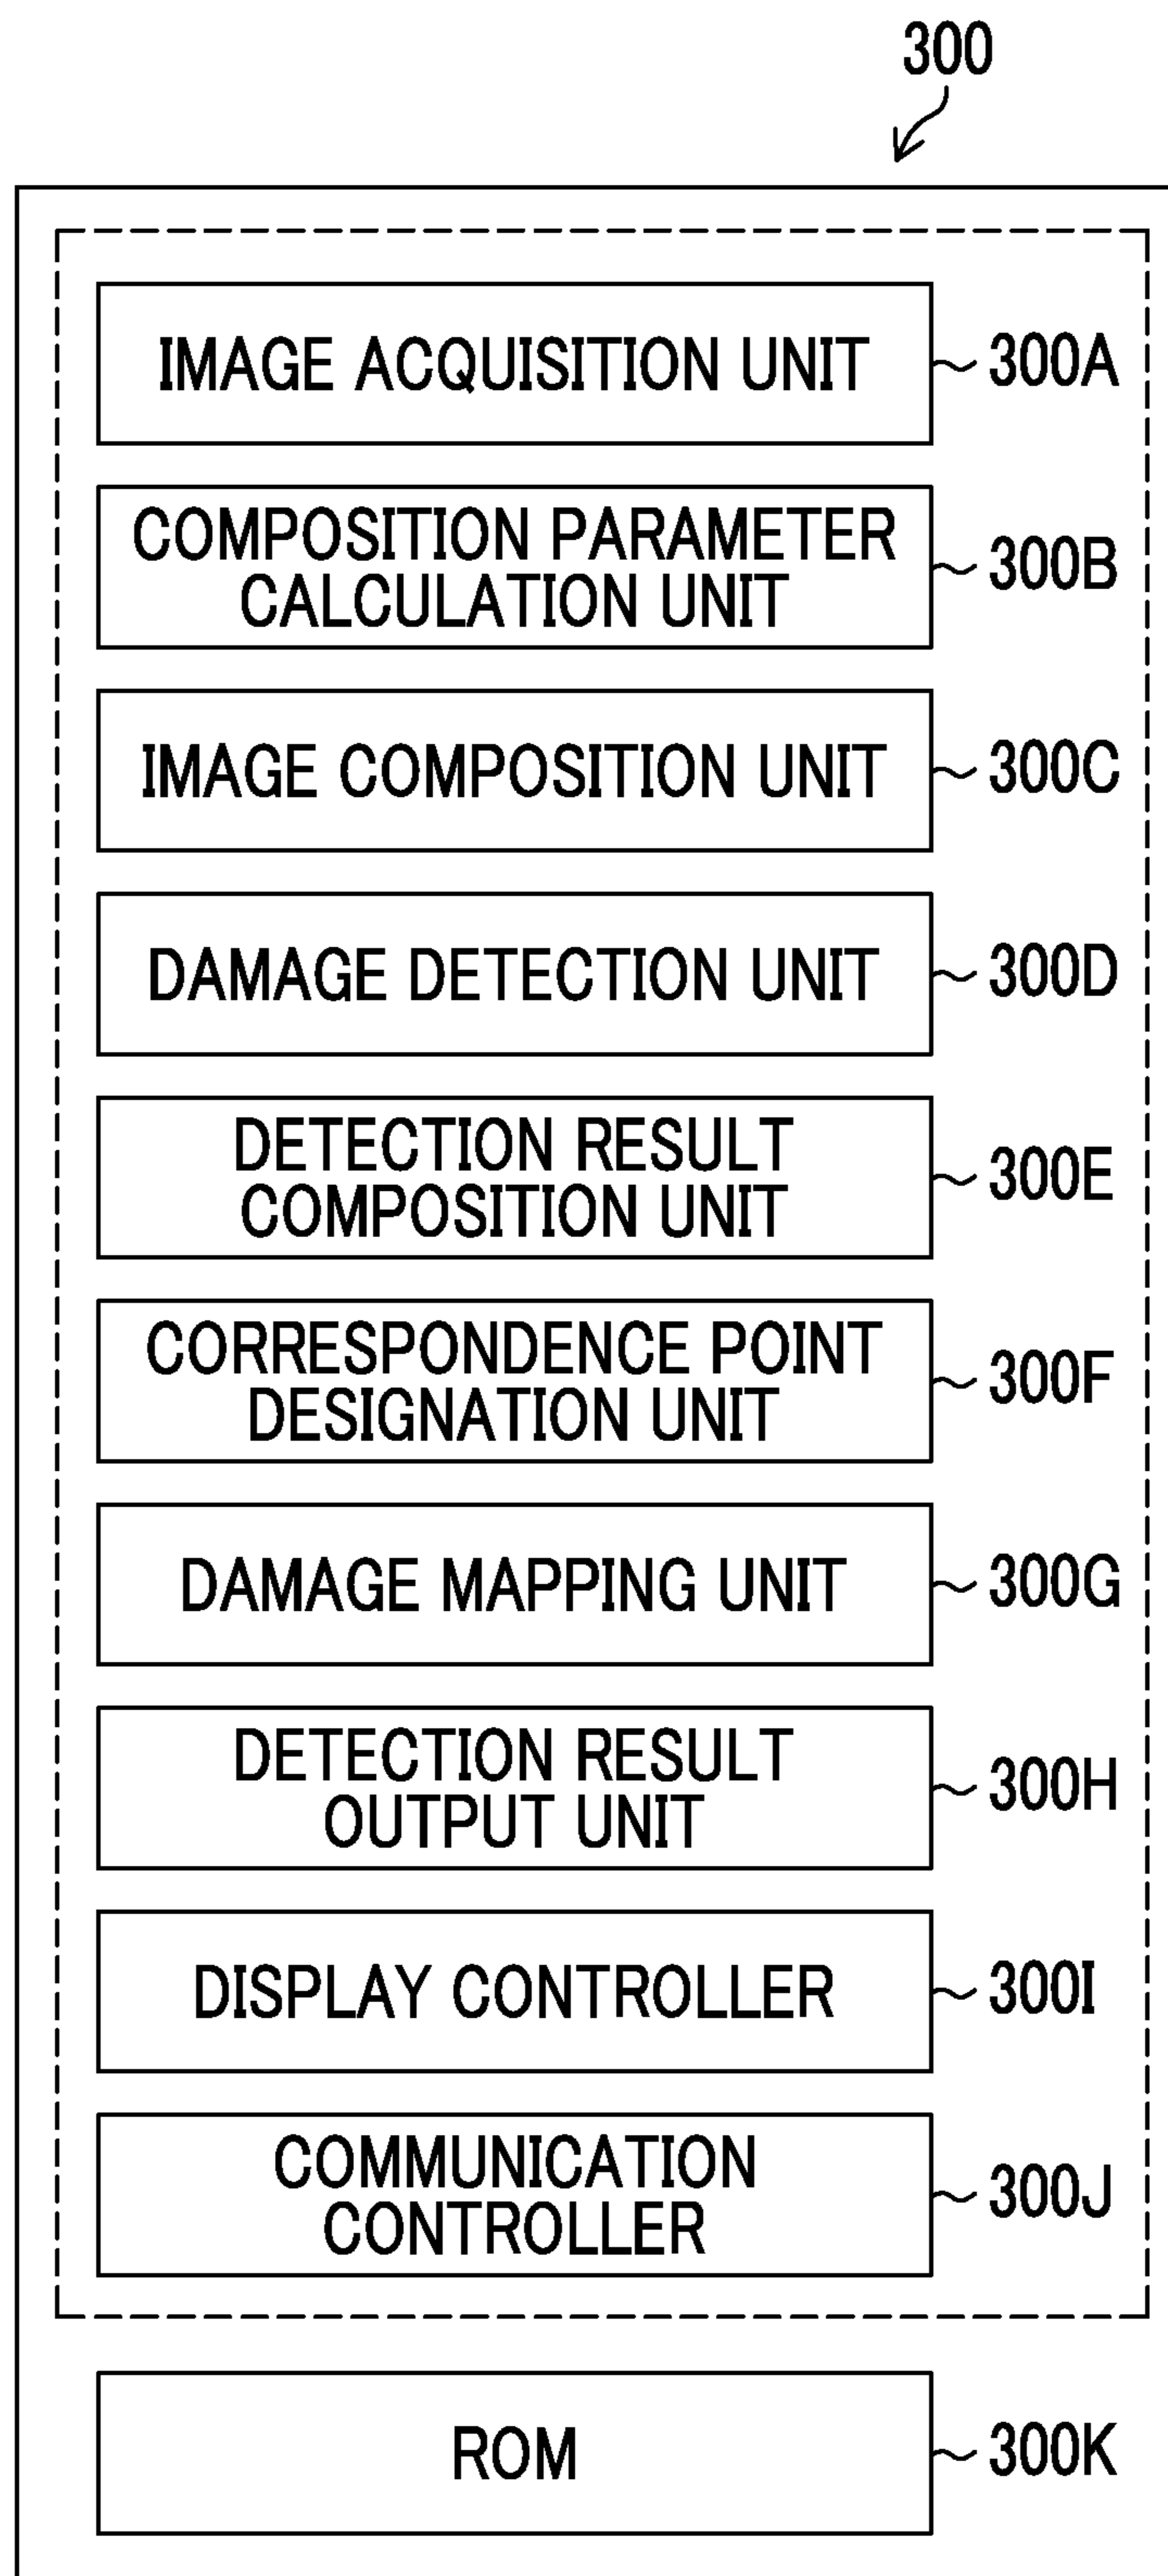 300
IMAGE ACQUISITION UNIT
300A
COMPOSITION PARAMETER
CALCULATION UNIT
300B
IMAGE COMPOSITION UNIT
300C
DAMAGE DETECTION UNIT
300D
DETECTION RESULT
COMPOSITION UNIT
300E
CORRESPONDENCE POINT
DESIGNATION UNIT
300F
DAMAGE MAPPING UNIT
300G
DETECTION RESULT
OUTPUT UNIT
300H
DISPLAY CONTROLLER
300I
COMMUNICATION
CONTROLLER
300J
ROM
300K